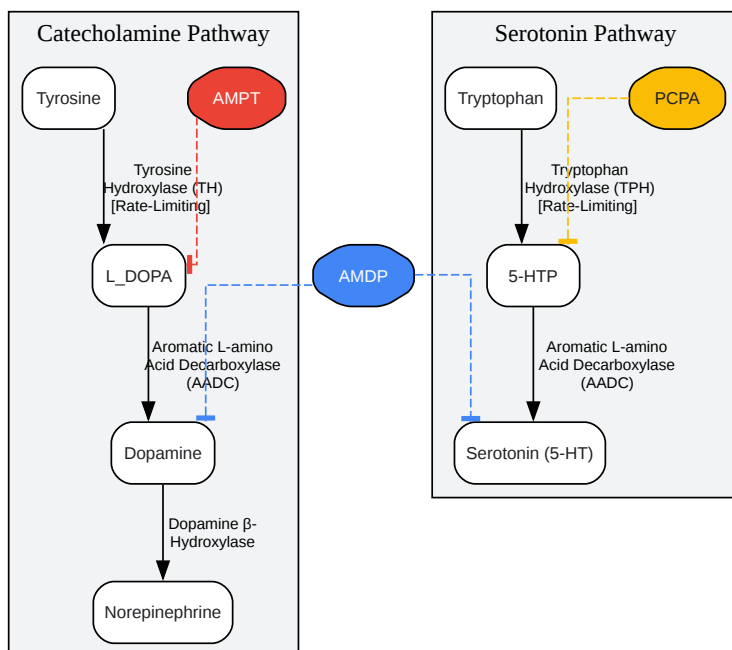 Catecholamine Pathway
Tyrosine
AMPT
Tyrosine
Hydroxylase (TH)
[Rate-Limiting]
L_DOPA
Aromatic L-amino
Acid Decarboxylase
(AADC)
Dopamine
Dopamine β-
Hydroxylase
Norepinephrine
AMDP
Serotonin Pathway
Tryptophan
PCPA
Tryptophan
Hydroxylase (TPH)
[Rate-Limiting]
5-HTP
Aromatic L-amino
Acid Decarboxylase
(AADC)
Serotonin (5-HT)